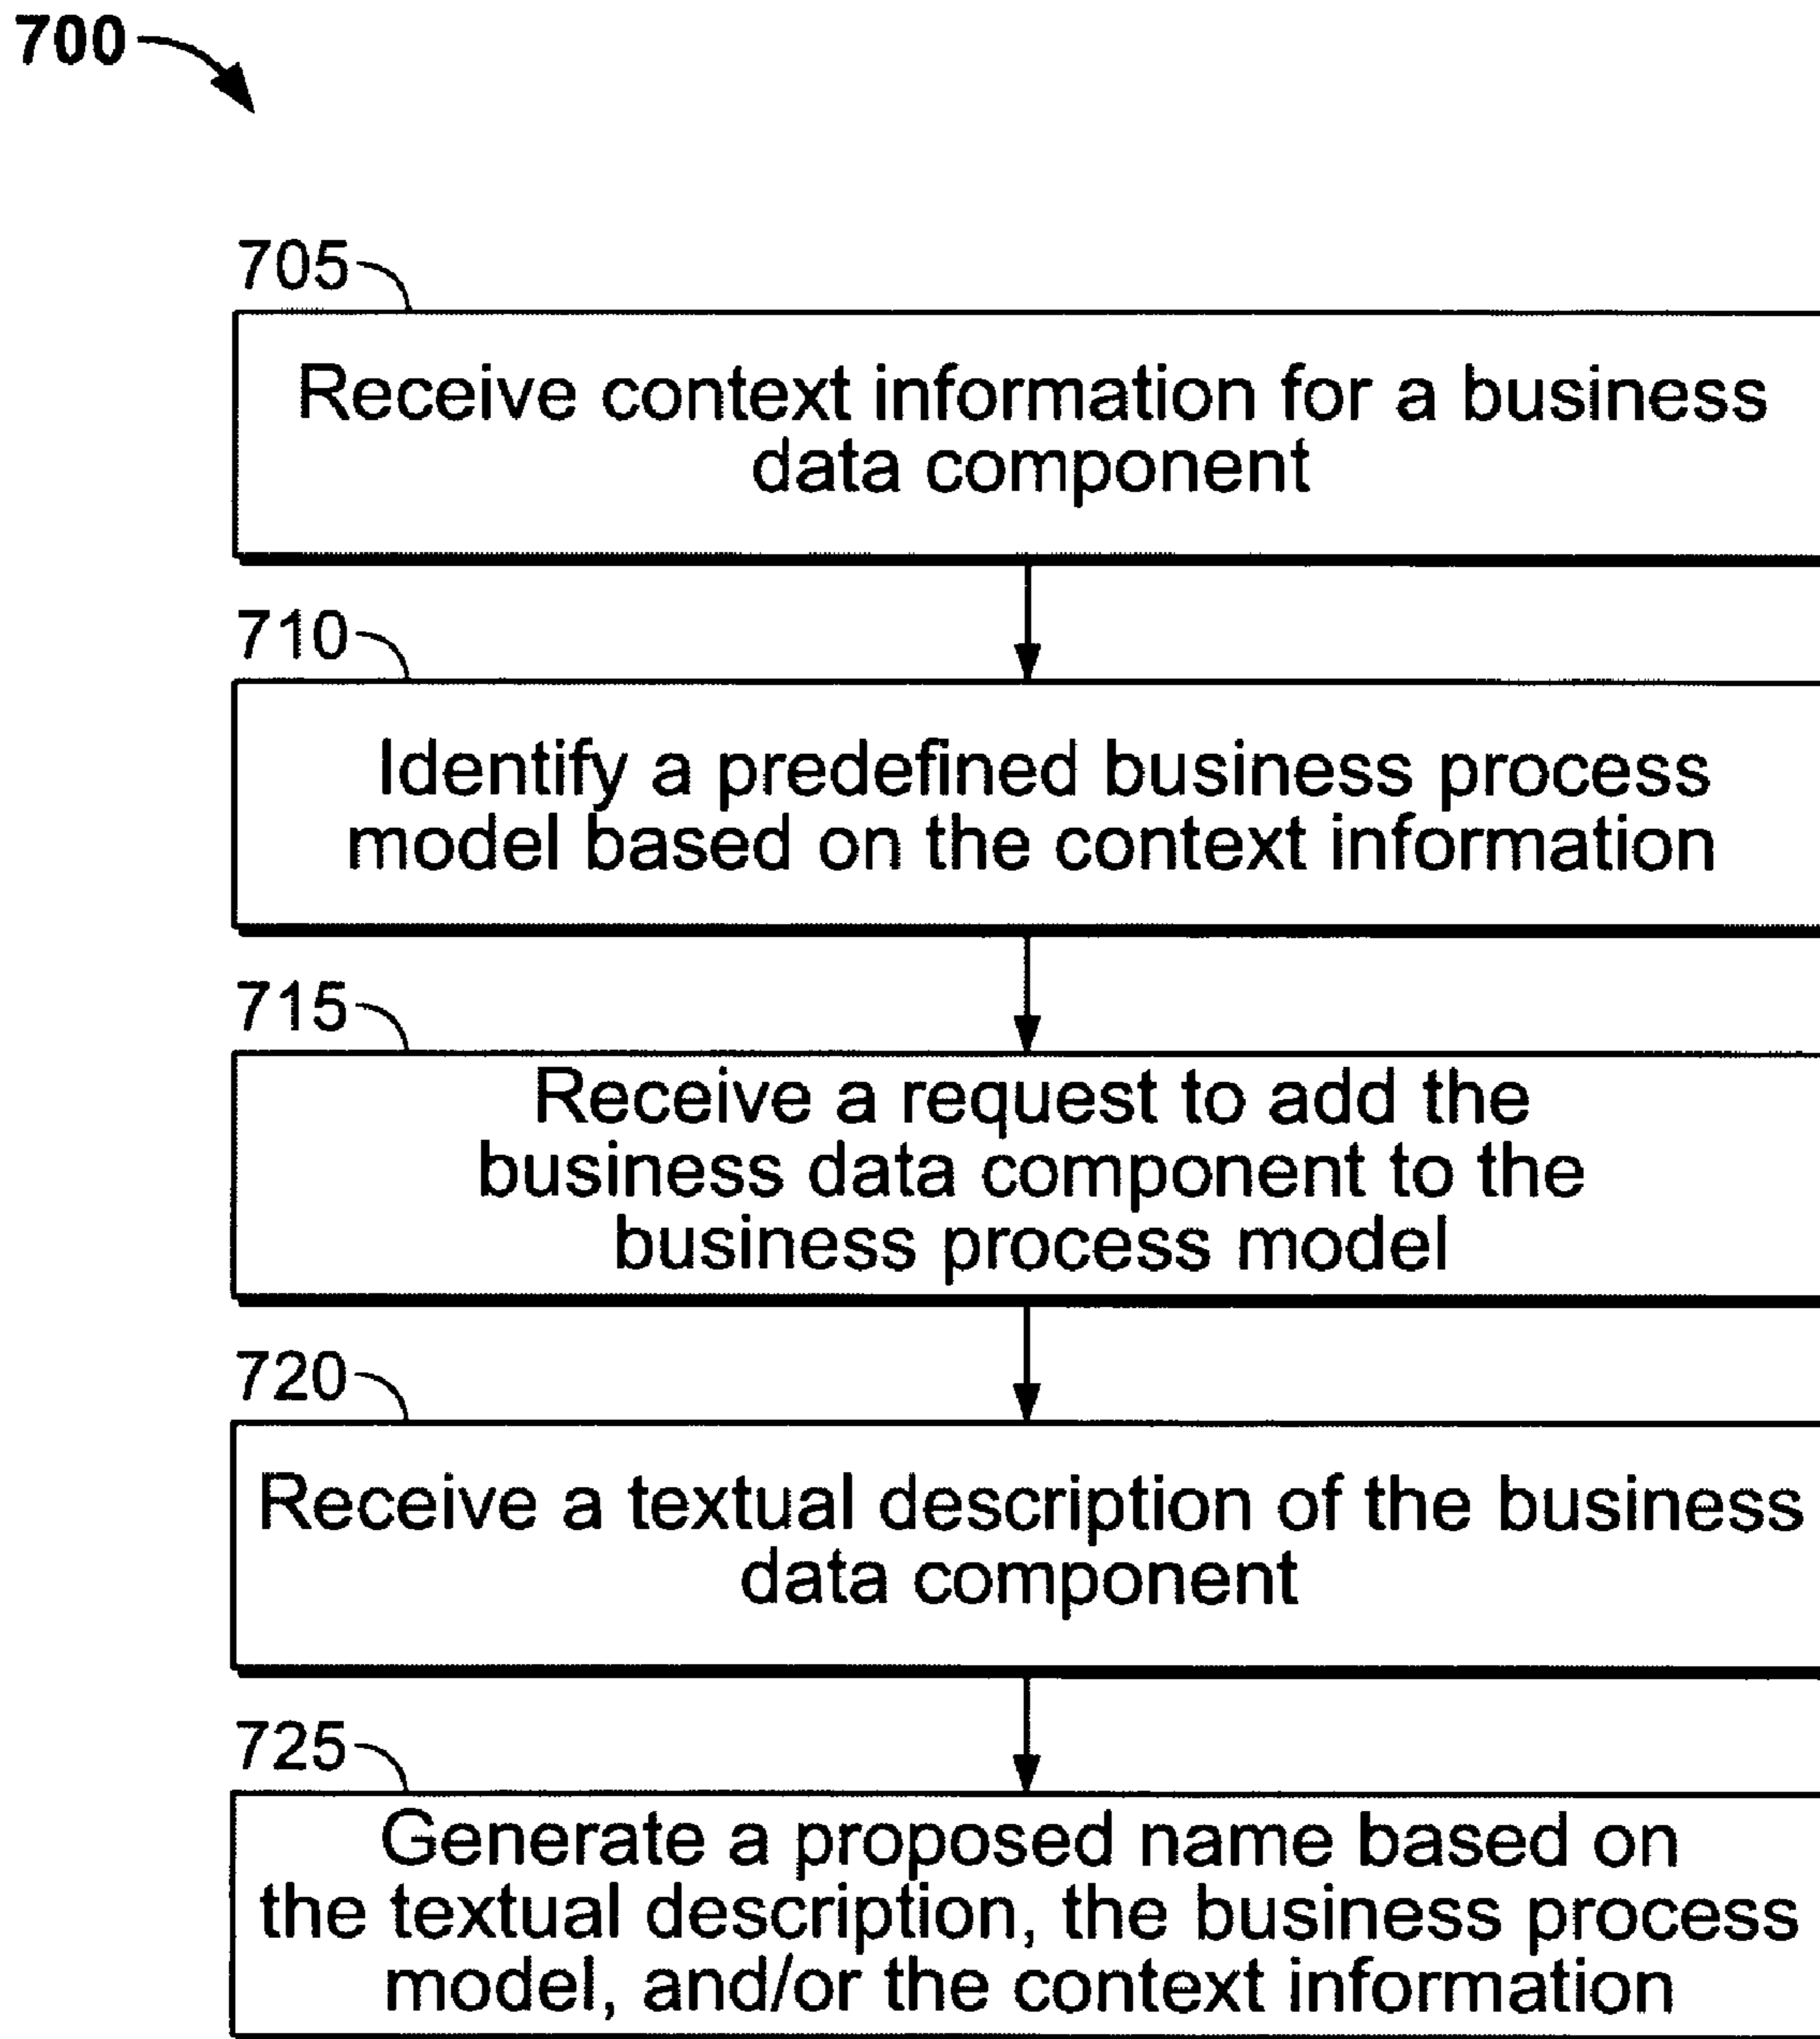 700
705
Receive context information for a business
data component
710
Identify a predefined business process
model based on the context information
715
Receive a request to add the
business data component to the
business process model
720
Receive a textual description of the business
data component
725
Generate a proposed name based on
the textual description, the business process
model, and/or the context information